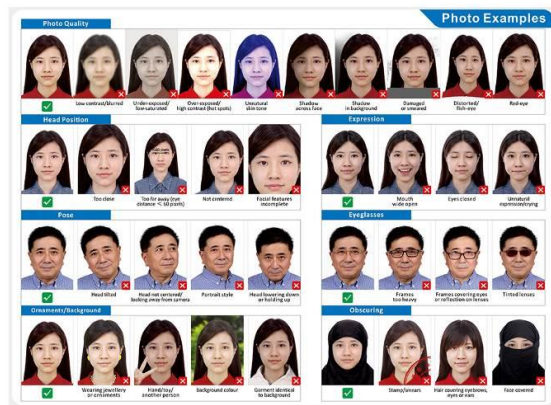 Photo Examples
Photo Quality
Low contrast/blurred
Under-exposed/
low-saturated
Over-exposed/
high contrast (hot spots)
Unnatural
skin tone
Shadow
across face
Shadow
in background
Damaged
or smeared
Distorted/
fish-eye
Red-eye
Head Position
Too close
Too far away (eye
distance < 60 pixels)
Not centered
Facial features
incomplete
Expression
Mouth
wide open
Eyes closed
Unnatural
expression/crying
Pose
Head tilted
Head not centered/
looking away from camera
Portrait style
Head lowering down
or holding up
Eyeglasses
Frames
too heavy
Frames covering eyes
or reflection on lenses
Tinted lenses
Ornaments/Background
Wearing jewellery
or ornaments
Hand/toy/
another person
Background colour
Garment identical
to background
Obscuring
Stamp/smears
Hair covering eyebrows,
eyes or ears
Face covered